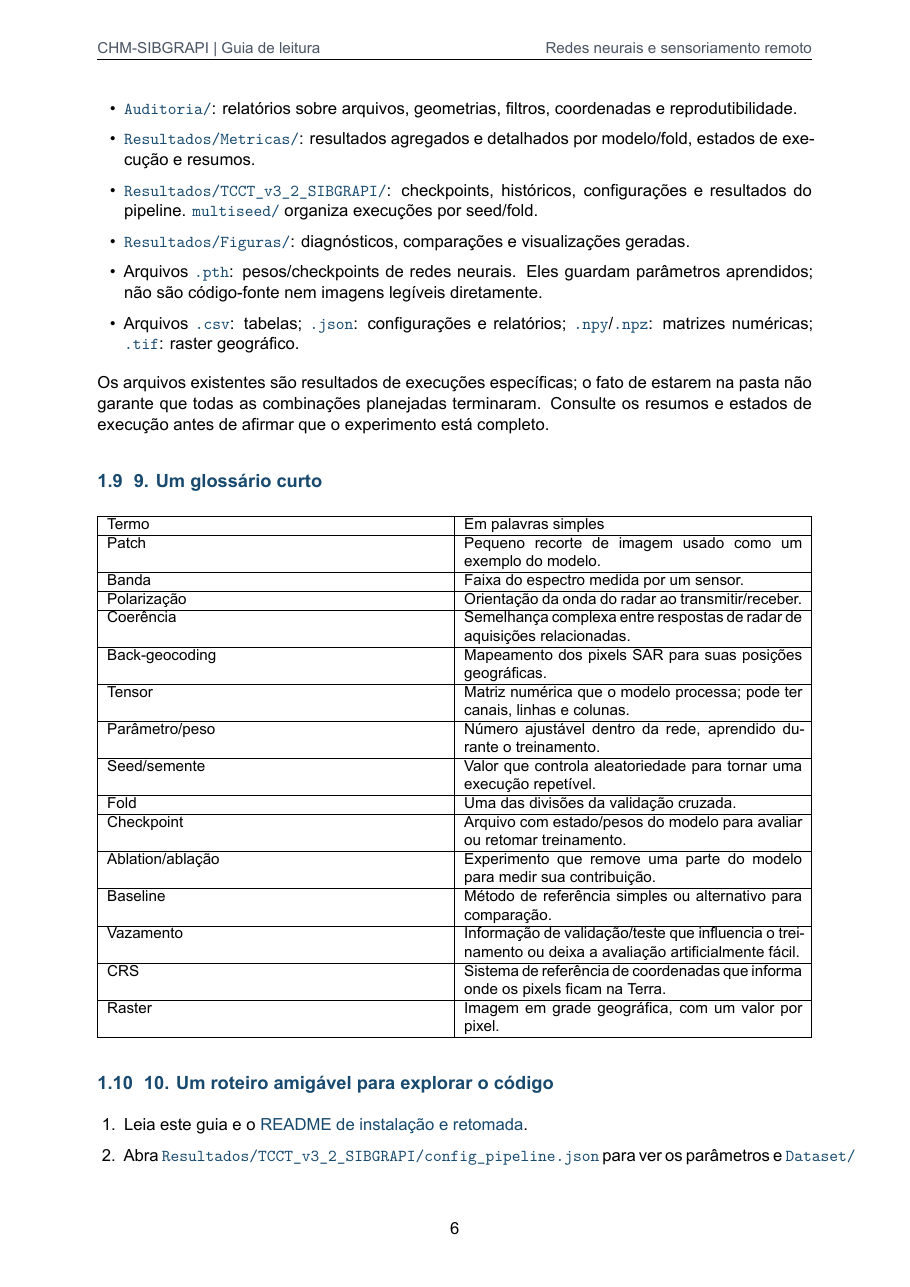 CHM-SIBGRAPI | Guia de leitura Redes neurais e sensoriamento remoto
• Auditoria/: relatórios sobre arquivos, geometrias, filtros, coordenadas e reprodutibilidade.
• Resultados/Metricas/: resultados agregados e detalhados por modelo/fold, estados de exe-
cução e resumos.
• Resultados/TCCT_v3_2_SIBGRAPI/: checkpoints, históricos, configurações e resultados do
pipeline. multiseed/ organiza execuções por seed/fold.
• Resultados/Figuras/: diagnósticos, comparações e visualizações geradas.
• Arquivos .pth: pesos/checkpoints de redes neurais. Eles guardam parâmetros aprendidos;
não são código-fonte nem imagens legíveis diretamente.
• Arquivos .csv: tabelas; .json: configurações e relatórios; .npy/.npz: matrizes numéricas;
.tif: raster geográfico.
Os arquivos existentes são resultados de execuções específicas; o fato de estarem na pasta não
garante que todas as combinações planejadas terminaram. Consulte os resumos e estados de
execução antes de afirmar que o experimento está completo.
1.9 9. Um glossário curto
Termo Em palavras simples
Patch Pequeno recorte de imagem usado como um
exemplo do modelo.
Banda Faixa do espectro medida por um sensor.
Polarização Orientação da onda do radar ao transmitir/receber.
Coerência Semelhança complexa entre respostas de radar de
aquisições relacionadas.
Back-geocoding Mapeamento dos pixels SAR para suas posições
geográficas.
Tensor Matriz numérica que o modelo processa; pode ter
canais, linhas e colunas.
Parâmetro/peso Número ajustável dentro da rede, aprendido du-
rante o treinamento.
Seed/semente Valor que controla aleatoriedade para tornar uma
execução repetível.
Fold Uma das divisões da validação cruzada.
Checkpoint Arquivo com estado/pesos do modelo para avaliar
ou retomar treinamento.
Ablation/ablação Experimento que remove uma parte do modelo
para medir sua contribuição.
Baseline Método de referência simples ou alternativo para
comparação.
Vazamento Informação de validação/teste que influencia o trei-
namento ou deixa a avaliação artificialmente fácil.
CRS Sistema de referência de coordenadas que informa
onde os pixels ficam na Terra.
Raster Imagem em grade geográfica, com um valor por
pixel.
1.10 10. Um roteiro amigável para explorar o código
1. Leia este guia e o README de instalação e retomada.
2. Abra Resultados/TCCT_v3_2_SIBGRAPI/config_pipeline.json para ver os parâmetros e Dataset/
6